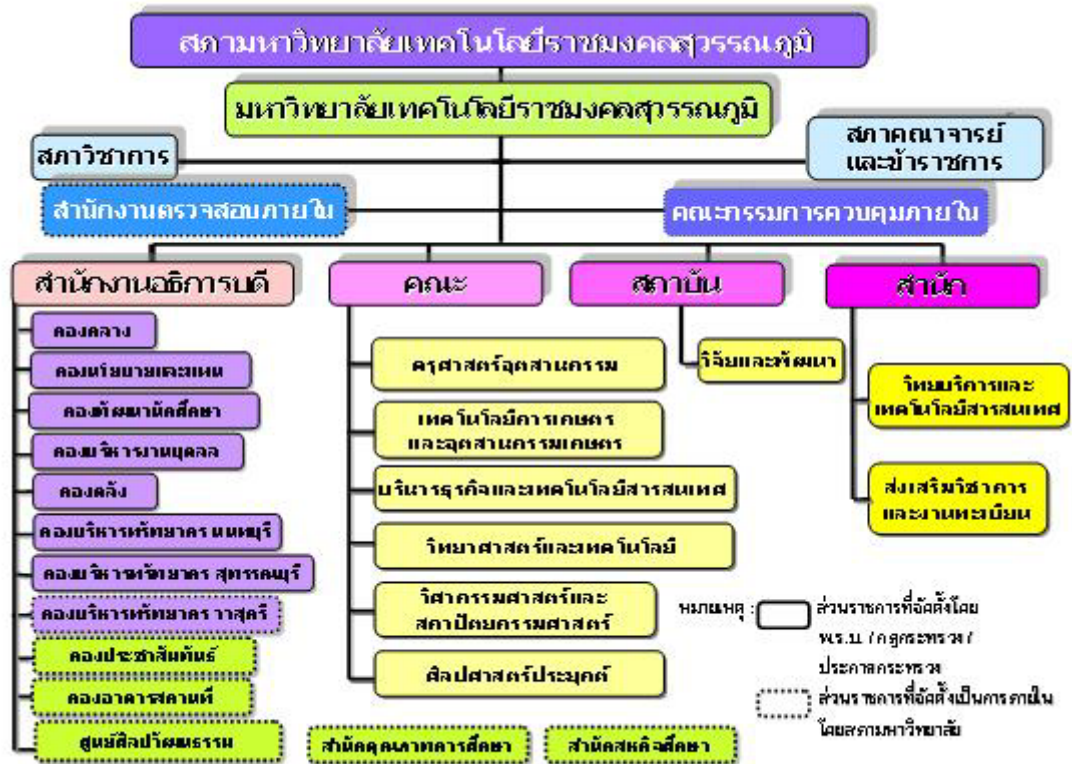 สภามหาวิทยาลัยเทคโนโลยีราชมงคลสุวรรณภูมิ
มหาวิทยาลัยเทคโนโลยีราชมงคลสุวรรณภูมิ
สภาวิชาการ
สภาคณาจารย์
และข้าราชการ
สำนักงานตรวจสอบภายใน
คณะกรรมการควบคุมภายใน
สำนักงานอธิการบดี
คณะ
สถาบัน
สำนัก
กองกลาง
กองนโยบายและแผน
กองพัฒนานักศึกษา
กองบริหารงานบุคคล
กองคลัง
กองบริหารทรัพยากร นนทบุรี
กองบริหารทรัพยากร สุพรรณบุรี
กองบริหารทรัพยากร วาสุกรี
กองประชาสัมพันธ์
กองอาคารสถานที่
ศูนย์ศิลปวัฒนธรรม
ครุศาสตร์อุตสาหกรรม
เทคโนโลยีการเกษตร
และอุตสาหกรรมเกษตร
บริหารธุรกิจและเทคโนโลยีสารสนเทศ
วิทยาศาสตร์และเทคโนโลยี
วิศวกรรมศาสตร์และ
สถาปัตยกรรมศาสตร์
ศิลปศาสตร์ประยุกต์
สำนักคุณภาพการศึกษา
สำนักสหกิจศึกษา
วิจัยและพัฒนา
วิทยบริการและ
เทคโนโลยีสารสนเทศ
ส่งเสริมวิชาการ
และงานทะเบียน
หมายเหตุ :
ส่วนราชการที่จัดตั้งโดย
พ.ร.บ. / กฎกระทรวง /
ประกาศกระทรวง
ส่วนราชการที่จัดตั้งเป็นการภายใน
โดยสภามหาวิทยาลัย